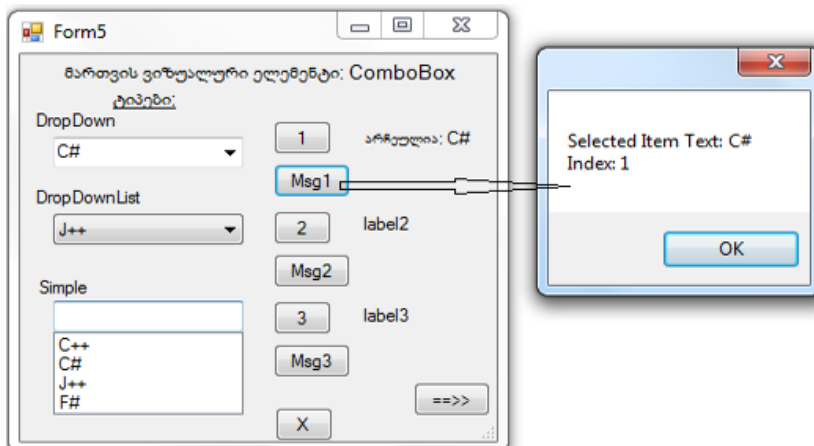 Form5
მართვის ვიზუალური ელემენტი: ComboBox
ტიპები:
DropDown
C#
1
არჩეულია: C#
Msg1
DropDownList
J++
2
label2
Msg2
Simple
3
label3
C++
C#
J++
F#
Msg3
==>>
X
Selected Item Text: C#
Index: 1
OK